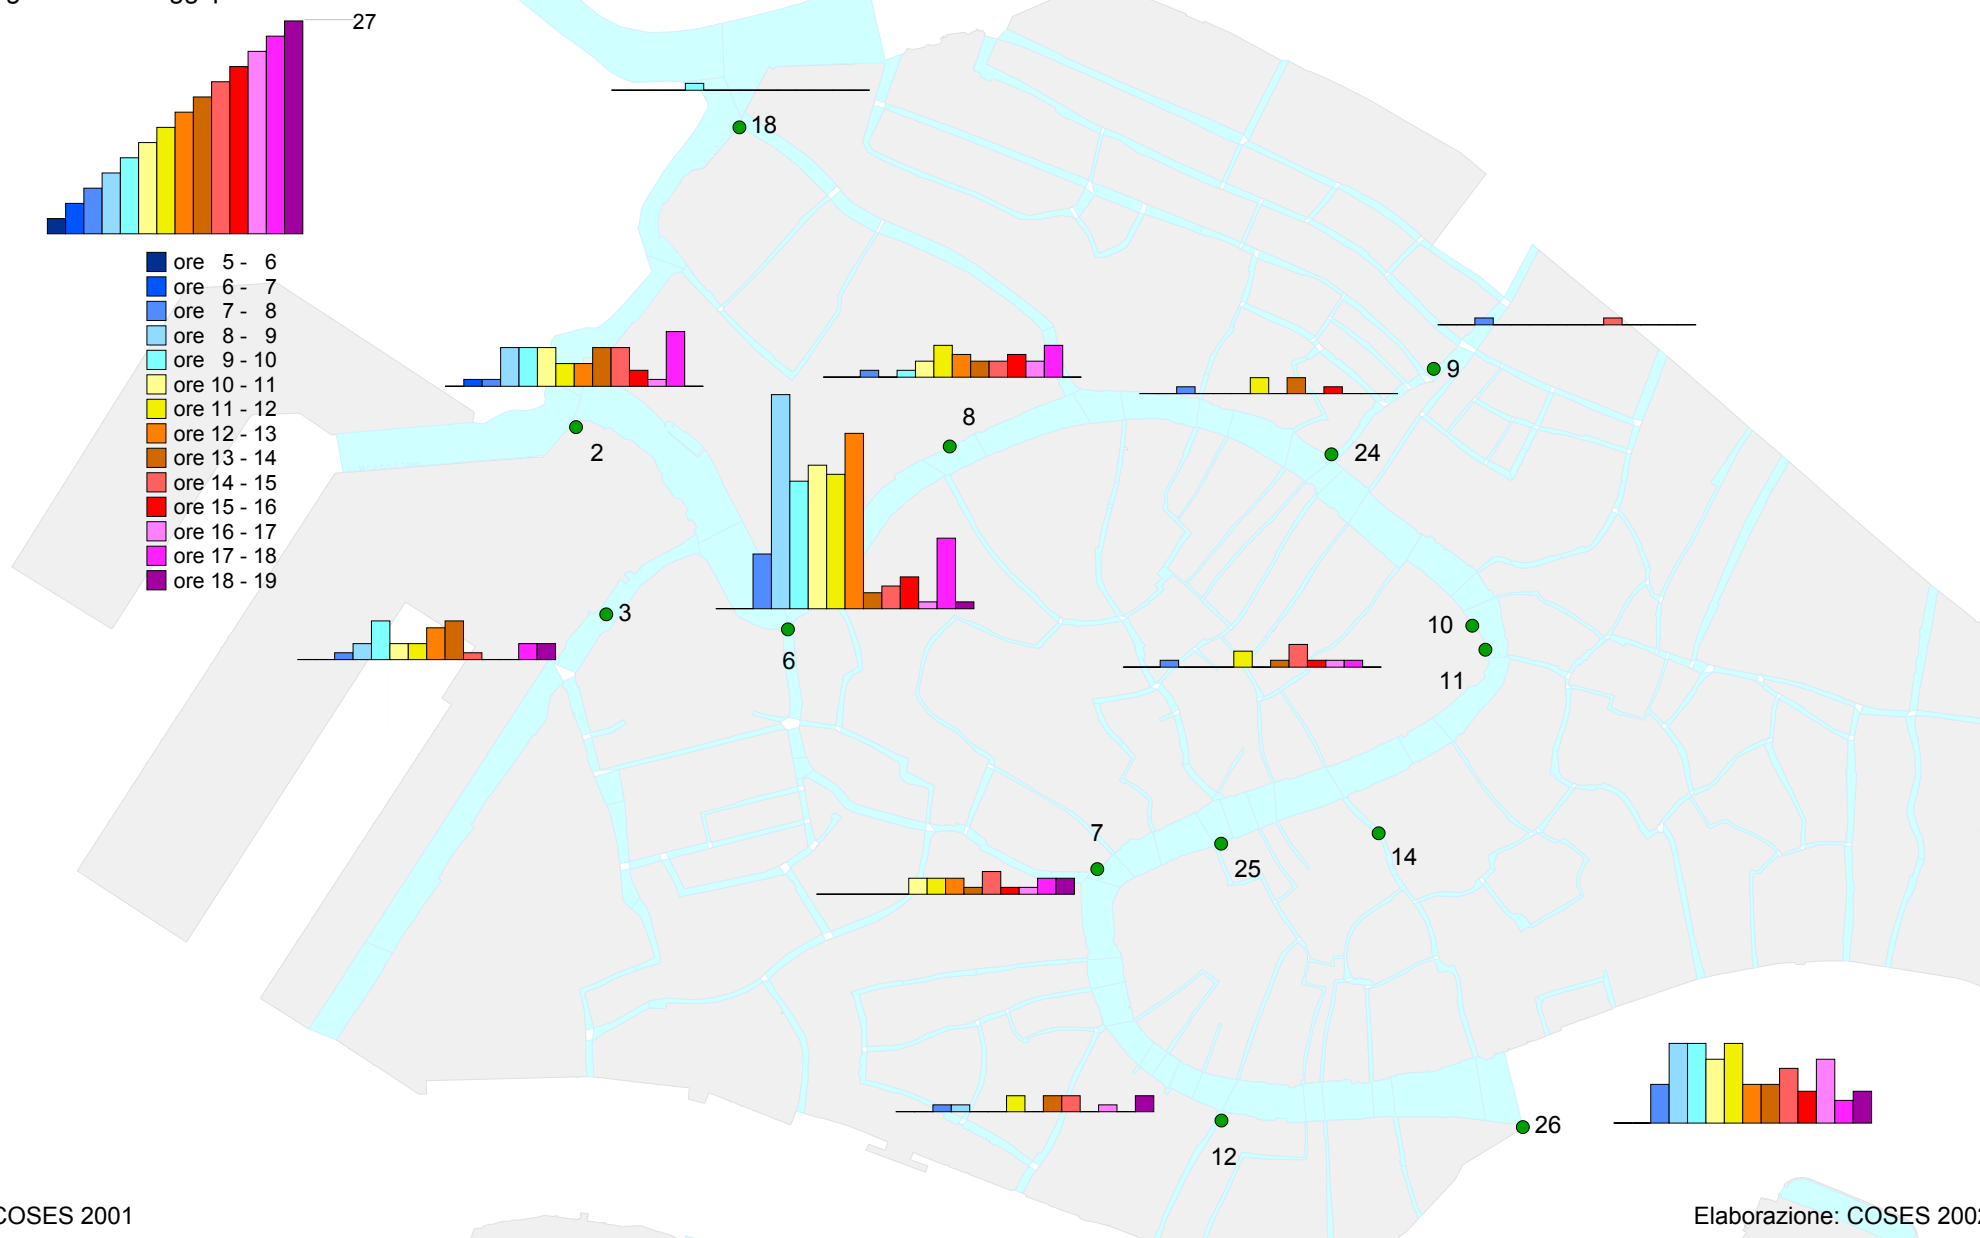 27
18
ore 5 - 6
ore 6 - 7
ore 7 - 8
ore 8 - 9
ore 9 - 10
ore 10 - 11
ore 11 - 12
ore 12 - 13
ore 13 - 14
ore 14 - 15
ore 15 - 16
ore 16 - 17
ore 17 - 18
ore 18 - 19
9
8
2
24
3
10
6
11
7
14
25
26
12
COSES 2001
Elaborazione: COSES 2002